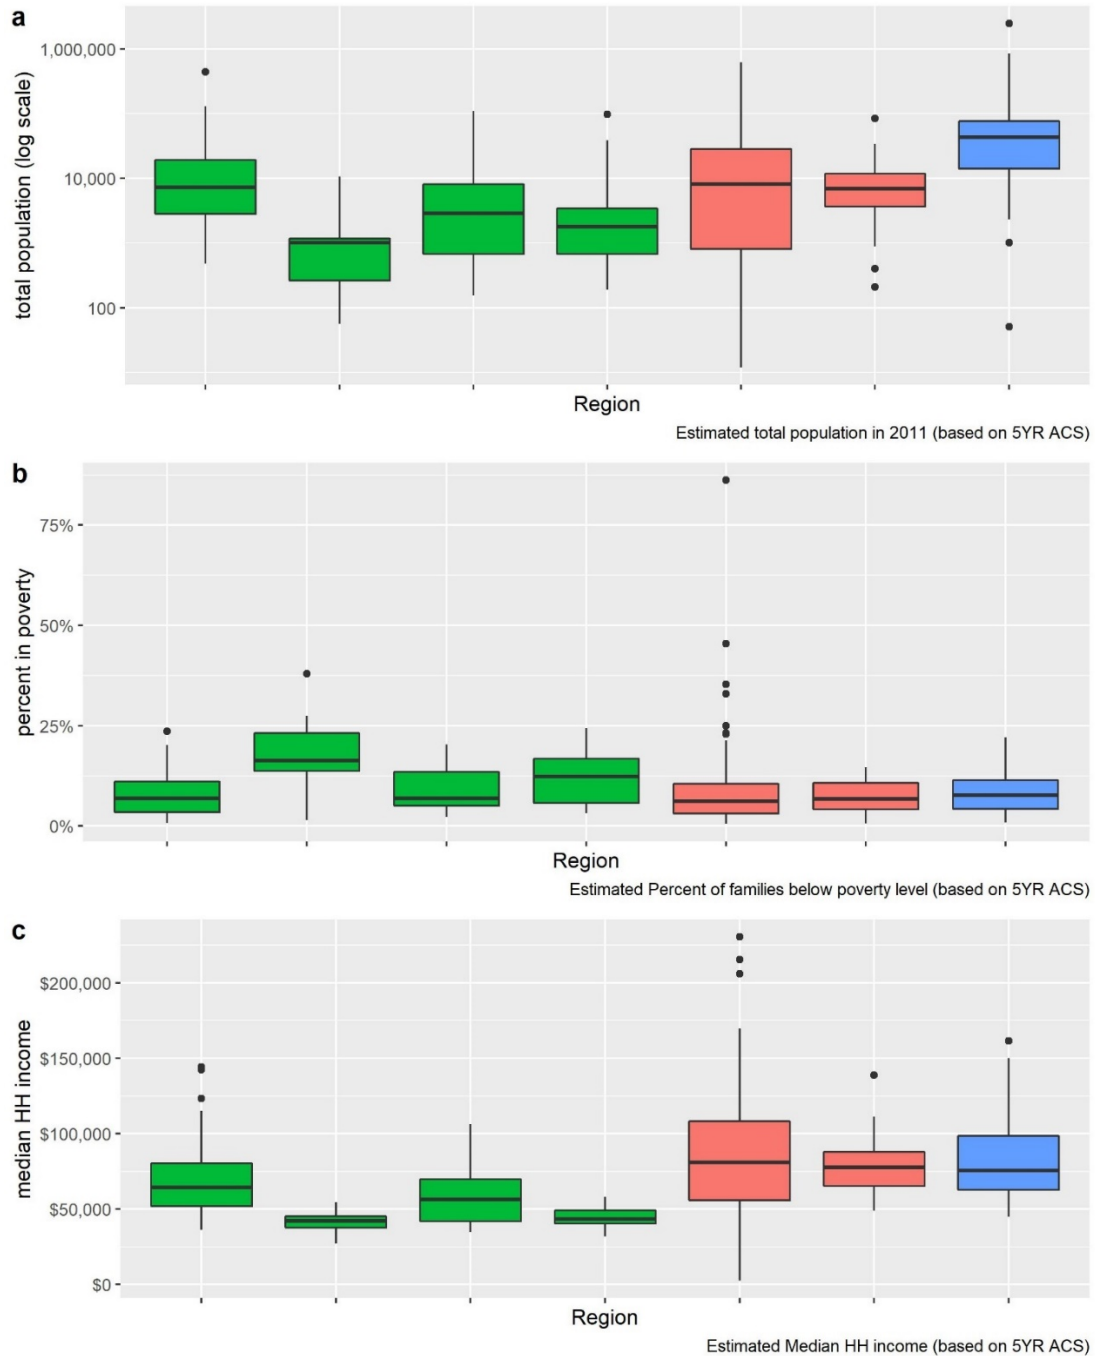 a
total population (log scale)
1,000,000
10,000
100
Region
Estimated total population in 2011 (based on 5YR ACS)
b
percent in poverty
75%
50%
25%
0%
Region
Estimated Percent of families below poverty level (based on 5YR ACS)
c
median HH income
$200,000
$150,000
$100,000
$50,000
$0
Region
Estimated Median HH income (based on 5YR ACS)